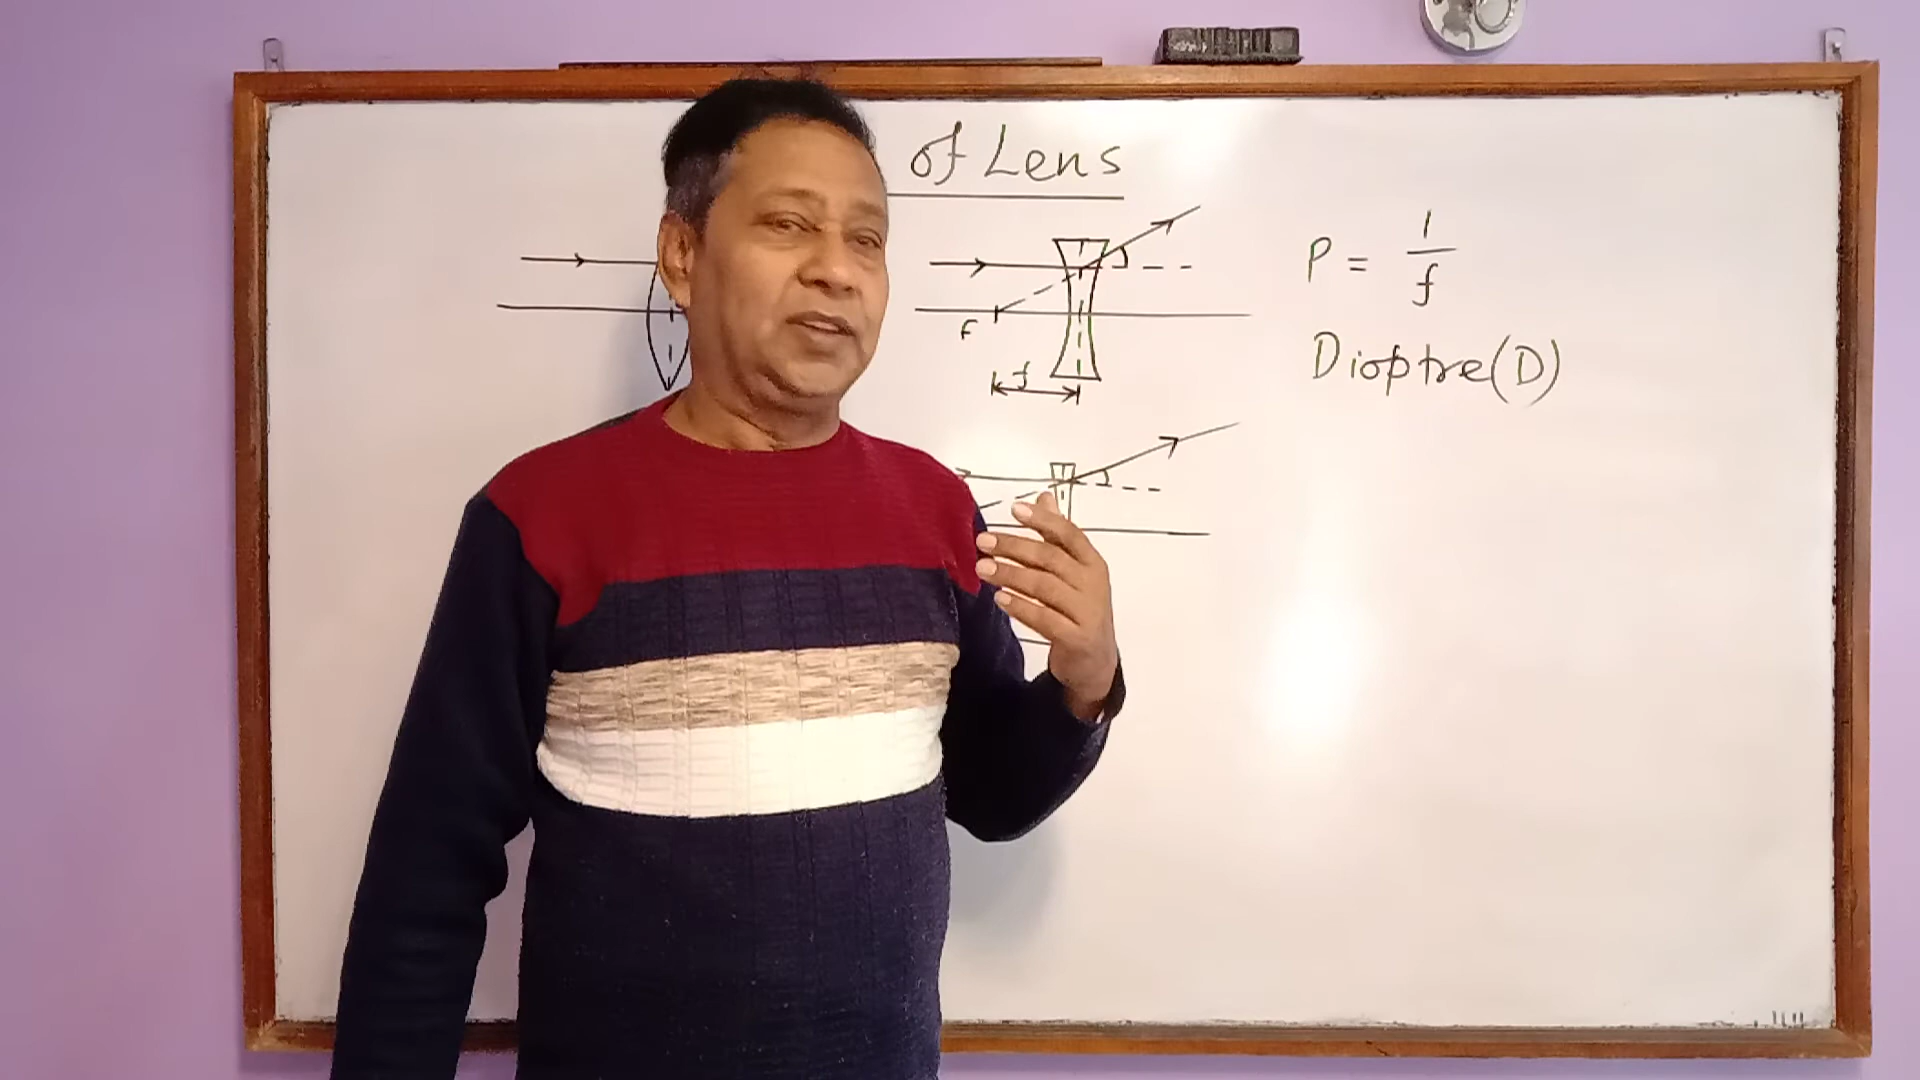 of Lens
P = 1/f
Dioptre(D)
F
f